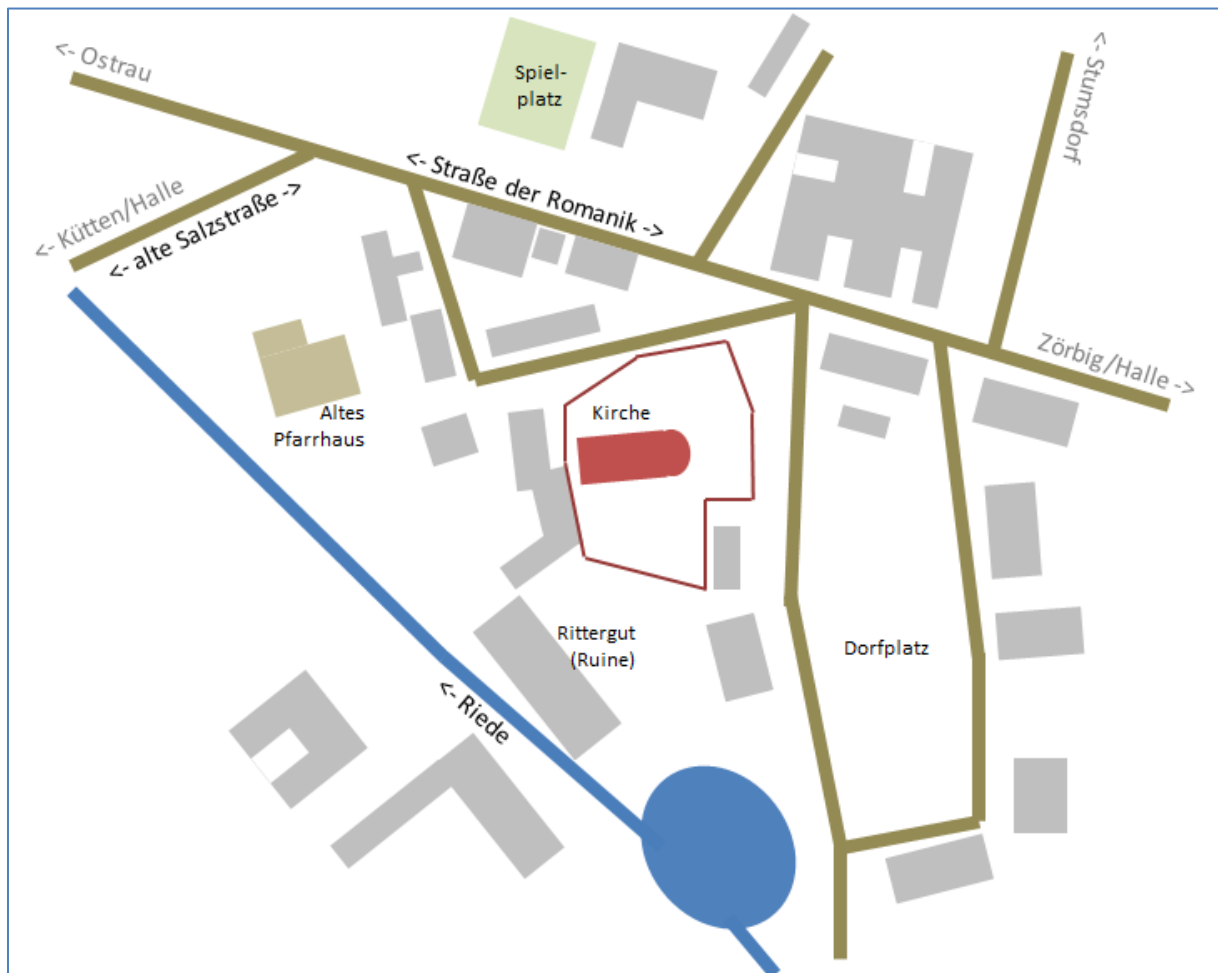 <- Ostrau
Spiel-
platz
<- Stumsdorf
<- Straße der Romanik ->
<- Kütten/Halle
<- alte Salzstraße ->
Zörbig/Halle ->
Altes
Pfarrhaus
Kirche
Rittergut
(Ruine)
Dorfplatz
<- Riede